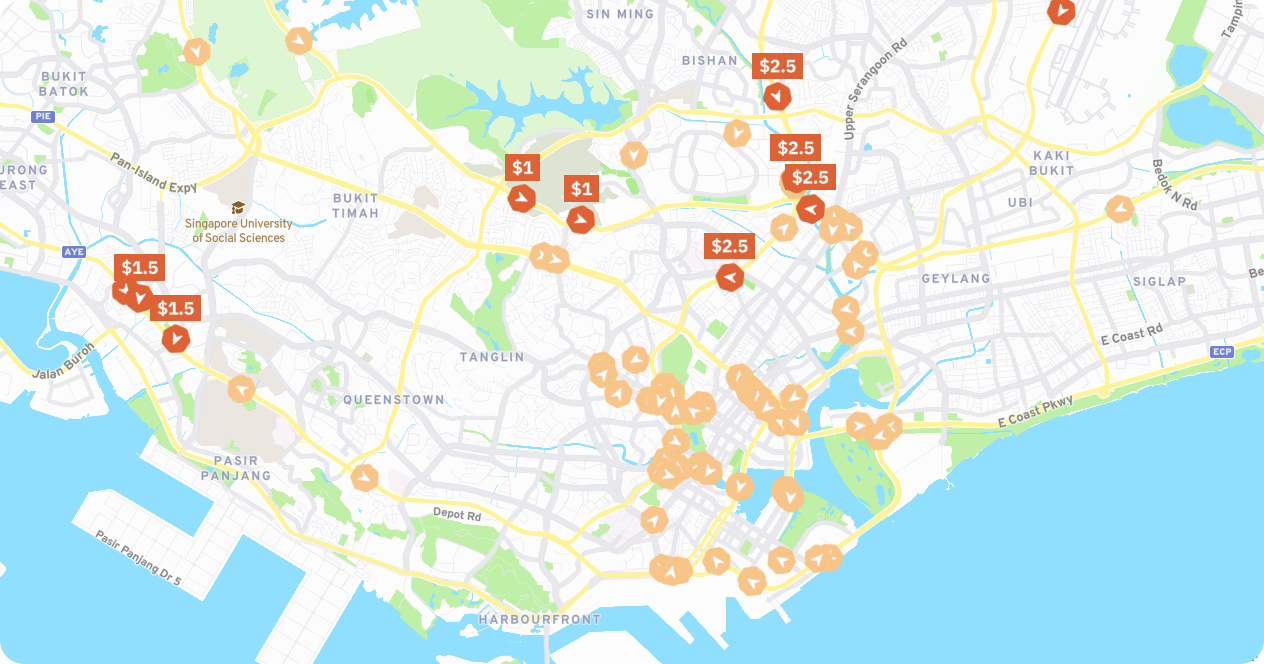 SIN MING
BISHAN
$2.5
Upper Serangoon Rd
BUKIT
BATOK
PIE
Pan-Island Expy
EAST
$1
$1
$2.5
$2.5
KAKI
BUKIT
Bedok N Rd
UBI
BUKIT
TIMAH
Singapore University
of Social Sciences
AYE
$2.5
$1.5
$1.5
GEYLANG
SIGLAP
E Coast Rd
ECP
Jalan Buroh
TANGLIN
QUEENSTOWN
E Coast Pkwy
PASIR
PANJANG
Depot Rd
Pasir Panjang Dr 5
HARBOURFRONT